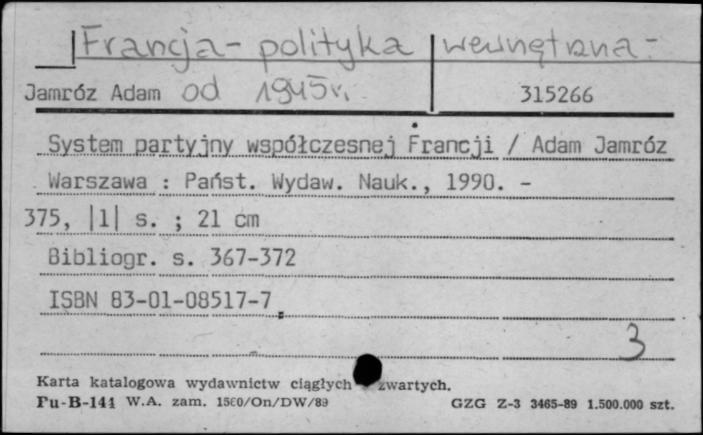 Francja - polityka wewnętrzna -
Jamróz Adam od 1945r. 315266
System partyjny współczesnej Francji / Adam Jamróz
Warszawa : Państ. Wydaw. Nauk., 1990. -
375, |1| s. ; 21 cm
Bibliogr. s. 367-372
ISBN 83-01-08517-7
3
Karta katalogowa wydawnictw ciągłych zwartych.
Pu-B-141 W.A. zam. 1560/On/DW/89 GZG Z-3 3465-89 1.500.000 szt.